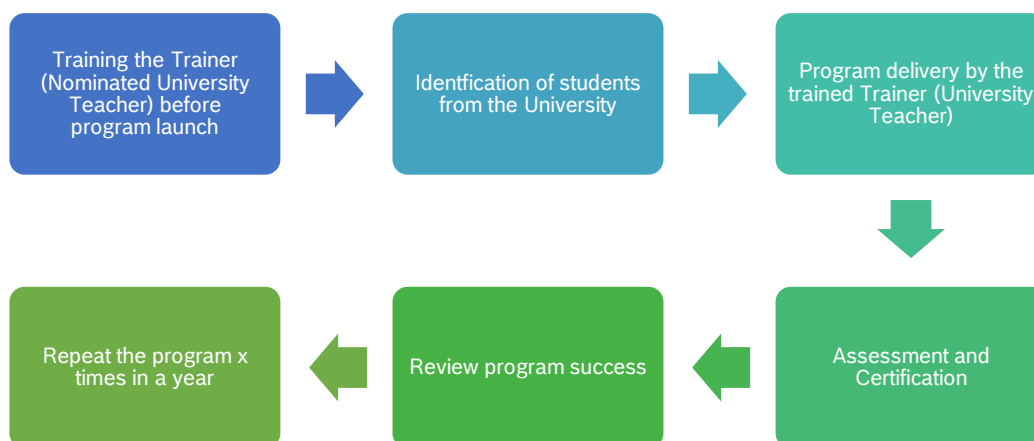 Training the Trainer
(Nominated University
Teacher) before
program launch
Identfication of students
from the University
Program delivery by the
trained Trainer (University
Teacher)
Assessment and
Certification
Review program success
Repeat the program x
times in a year